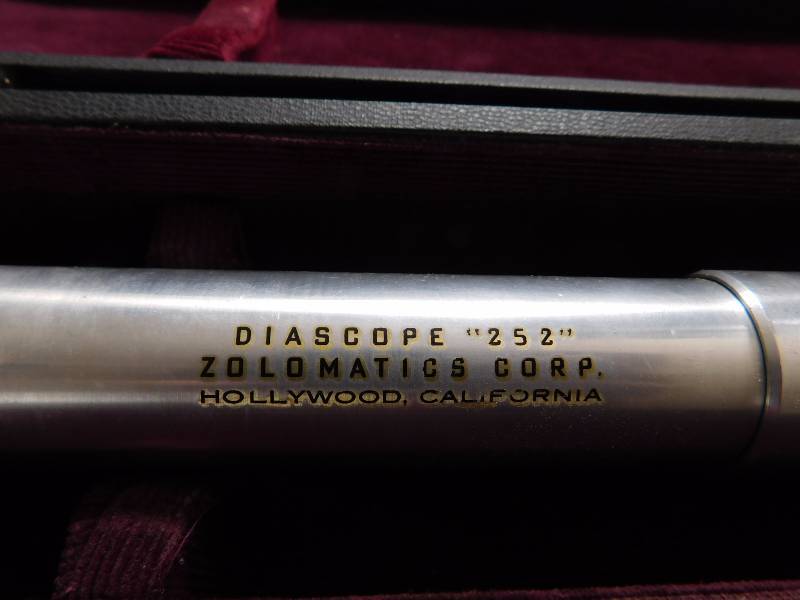 DIASCOPE "252"
ZOLOMATICS CORP.
HOLLYWOOD, CALIFORNIA